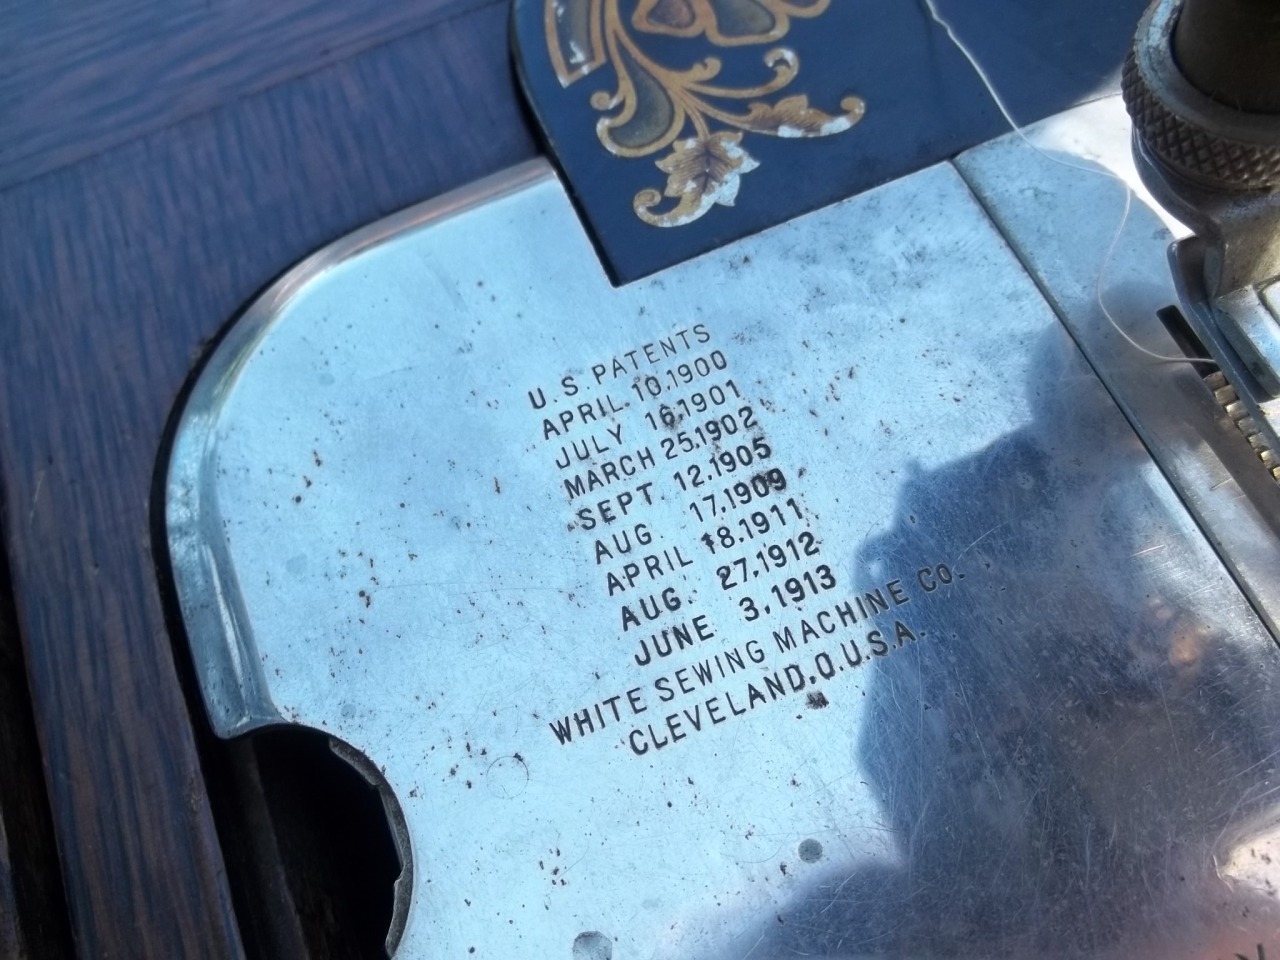 U.S. PATENTS
APRIL 10,1900
JULY 16,1901
MARCH 25,1902
SEPT. 12,1905
AUG. 17,1909
APRIL 18,1911
AUG. 27,1912
JUNE 3,1913
WHITE SEWING MACHINE Co.
CLEVELAND,O.U.S.A.